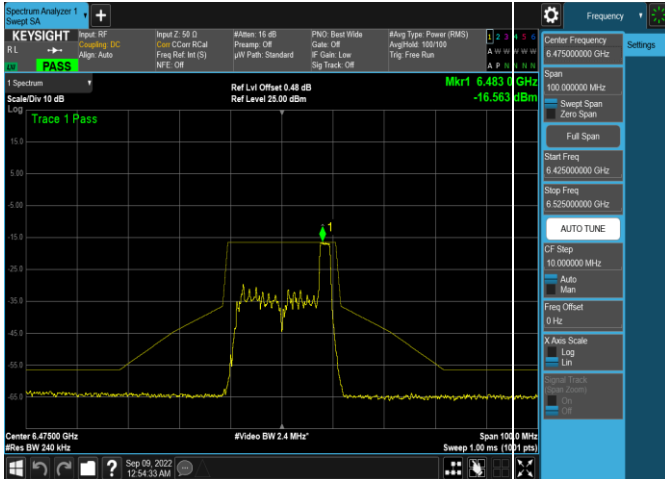 Spectrum Analyzer 1
Swept SA
+
Frequency
KEYSIGHT
RL
LV PASS
Input: RF
Coupling: DC
Align: Auto
Input Z: 50 Ω
Corr CCorr RCal
Freq Ref: Int (S)
NFE: Off
#Atten: 16 dB
Preamp: Off
µW Path: Standard
PNO: Best Wide
Gate: Off
IF Gain: Low
Sig Track: Off
#Avg Type: Power (RMS)
Avg|Hold: 100/100
Trig: Free Run
1 2 3 4 5 6
A W W W W W
A P N N N N
1 Spectrum
Scale/Div 10 dB
Log
Ref Lvl Offset 0.48 dB
Ref Level 25.00 dBm
Mkr1 6.483 0 GHz
-16.563 dBm
Trace 1 Pass
15.0
5.00
-5.00
-15.0
-25.0
-35.0
-45.0
-55.0
-65.0
1
Center 6.47500 GHz
#Res BW 240 kHz
#Video BW 2.4 MHz*
Span 100.0 MHz
Sweep 1.00 ms (1001 pts)
Sep 09, 2022
12:54:33 AM
?
Center Frequency
6.475000000 GHz
Settings
Span
100.000000 MHz
Swept Span
Zero Span
Full Span
Start Freq
6.425000000 GHz
Stop Freq
6.525000000 GHz
AUTO TUNE
CF Step
10.000000 MHz
Auto
Man
Freq Offset
0 Hz
X Axis Scale
Log
Lin
Signal Track
(Span Zoom)
On
Off